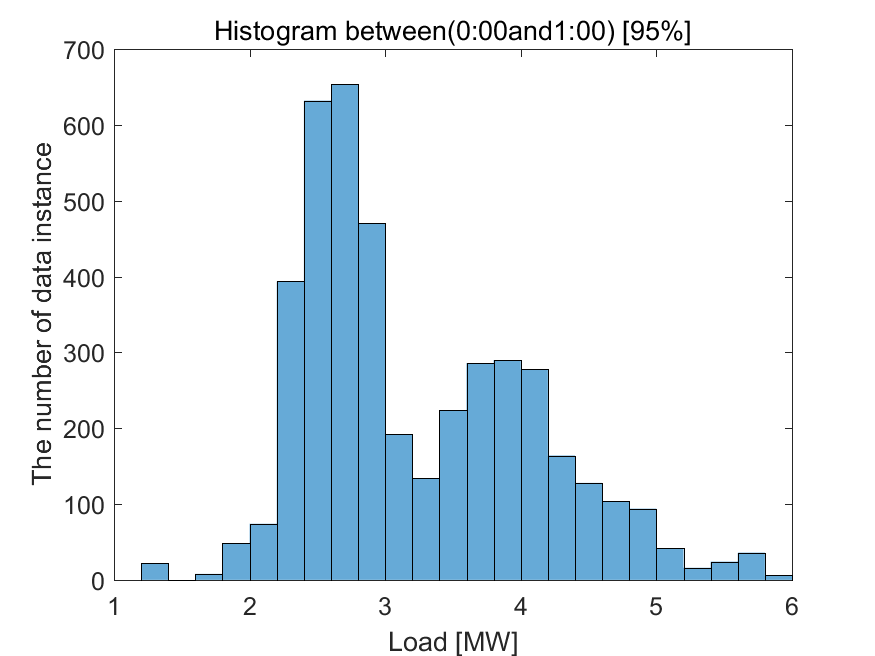 Histogram between(0:00and1:00) [95%]
700
600
500
400
300
200
100
0
The number of data instance
1 2 3 4 5 6
Load [MW]